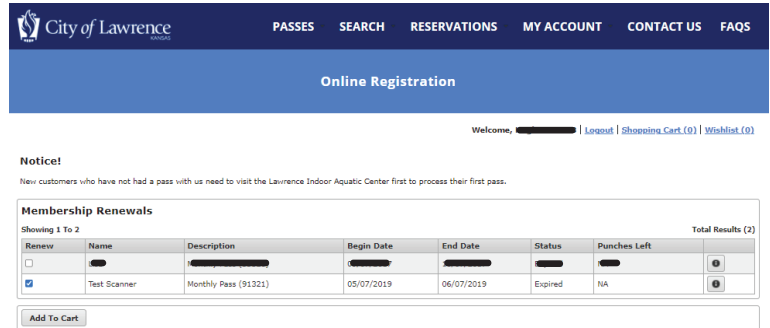 City of Lawrence
KANSAS
PASSES SEARCH RESERVATIONS MY ACCOUNT CONTACT US FAQS
Online Registration
Welcome, | Logout | Shopping Cart (0) | Wishlist (0)
Notice!
New customers who have not had a pass with us need to visit the Lawrence Indoor Aquatic Center first to process their first pass.
Membership Renewals
Showing 1 To 2 Total Results (2)
Renew Name Description Begin Date End Date Status Punches Left
Test Scanner Monthly Pass (91321) 05/07/2019 06/07/2019 Expired NA
Add To Cart